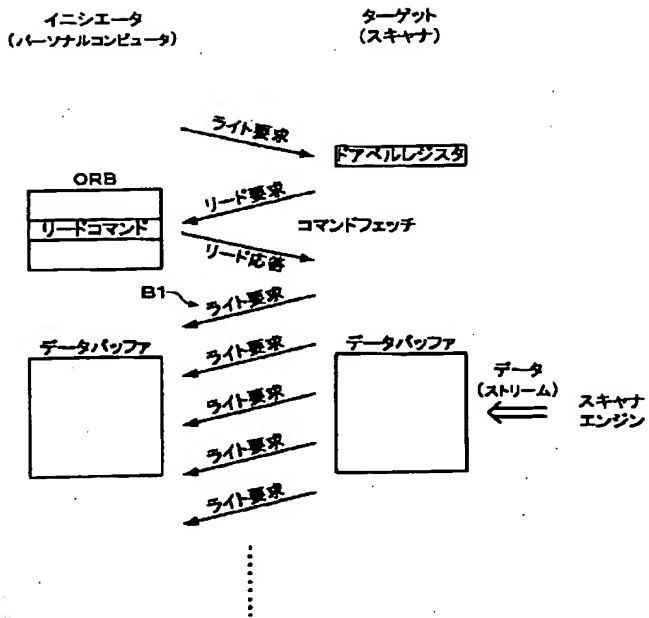 イニシエータ
(パーソナルコンピュータ)
ターゲット
(スキャナ)
ライト要求
ドアベルレジスタ
ORB
リード要求
リードコマンド
コマンドフェッチ
リード応答
B1
ライト要求
データバッファ
ライト要求
データバッファ
データ
(ストリーム)
ライト要求
スキャナ
エンジン
ライト要求
ライト要求